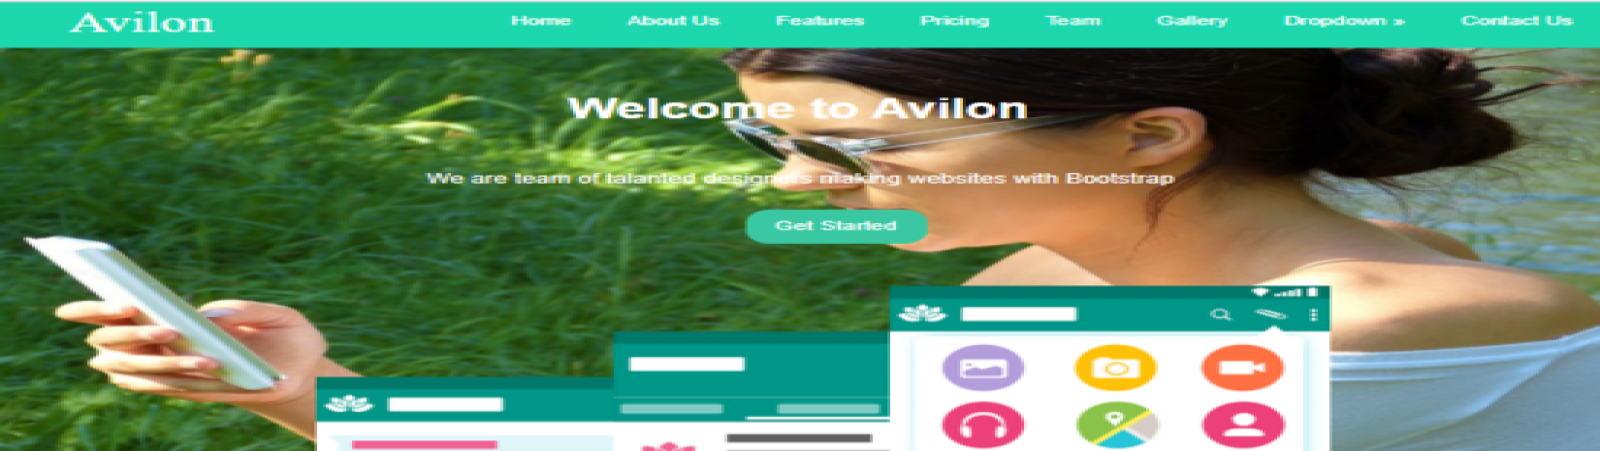 Avilon
Home About Us Features Pricing Team Gallery Dropdown » Contact Us
Welcome to Avilon
We are team of talanted designers making websites with Bootstrap
Get Started